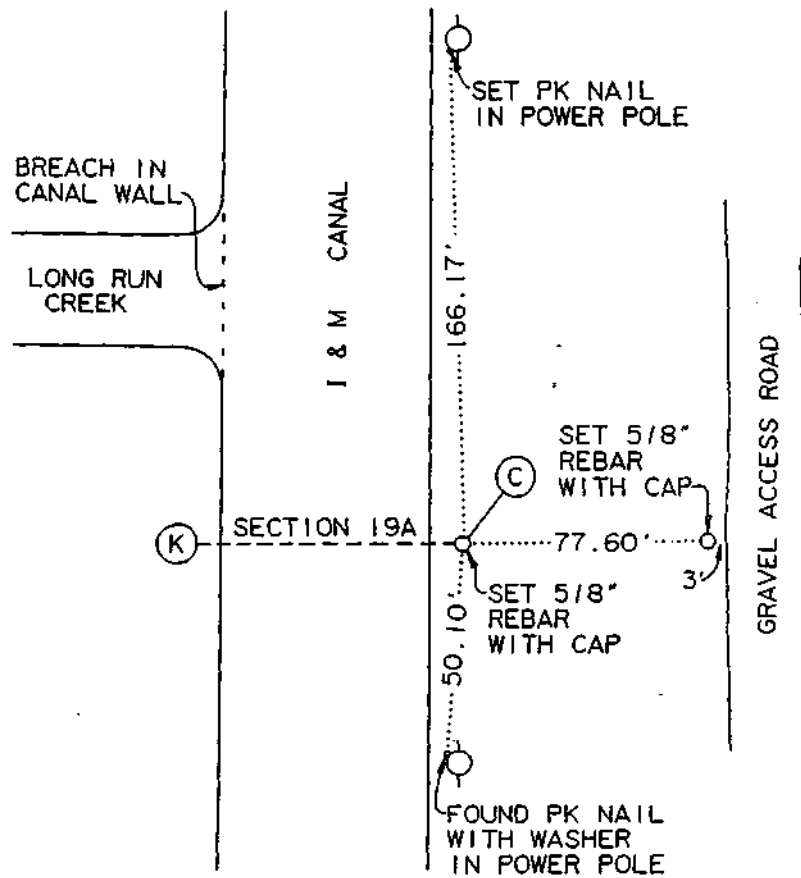 SET PK NAIL
IN POWER POLE
BREACH IN
CANAL WALL
LONG RUN
CREEK
I & M CANAL
166.17'
GRAVEL ACCESS ROAD
SET 5/8"
REBAR
WITH CAP
C
K
SECTION 19A
77.60'
3'
SET 5/8"
REBAR
WITH CAP
50.10'
FOUND PK NAIL
WITH WASHER
IN POWER POLE